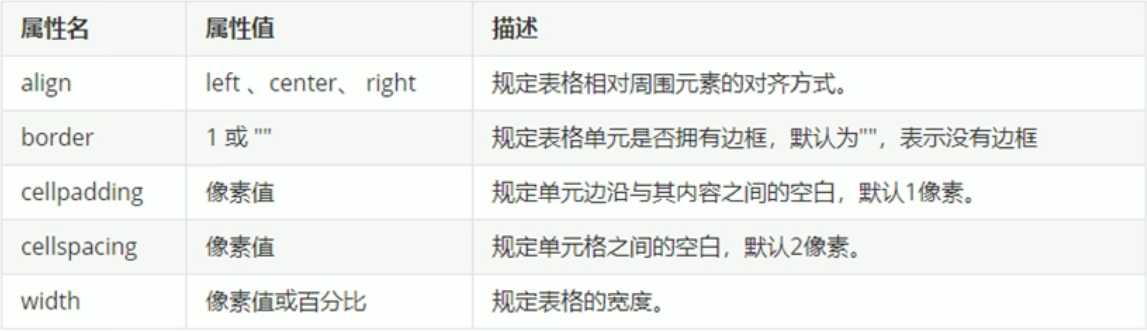 属性名 属性值 描述
align left 、center、 right 规定表格相对周围元素的对齐方式。
border 1 或 "" 规定表格单元是否拥有边框，默认为""，表示没有边框
cellpadding 像素值 规定单元边沿与其内容之间的空白，默认1像素。
cellspacing 像素值 规定单元格之间的空白，默认2像素。
width 像素值或百分比 规定表格的宽度。